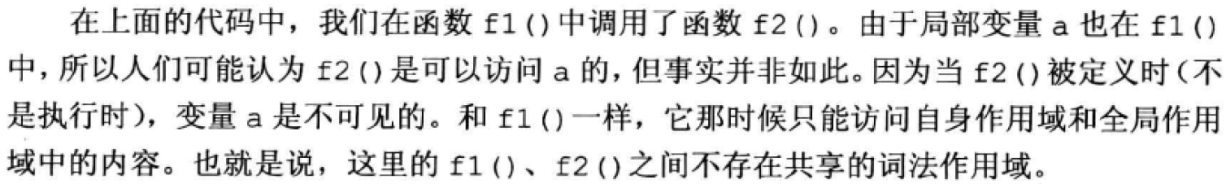 在上面的代码中，我们在函数 f1()中调用了函数 f2()。由于局部变量 a 也在 f1()
中，所以人们可能认为 f2()是可以访问 a 的，但事实并非如此。因为当 f2()被定义时（不
是执行时），变量 a 是不可见的。和 f1()一样，它那时候只能访问自身作用域和全局作用
域中的内容。也就是说，这里的 f1()、f2()之间不存在共享的词法作用域。